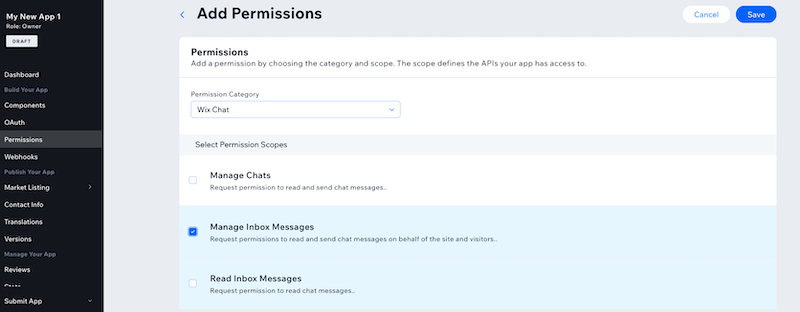 My New App 1
Role: Owner
DRAFT
Dashboard
Build Your App
Components
OAuth
Permissions
Webhooks
Publish Your App
Market Listing
Contact Info
Translations
Versions
Manage Your App
Reviews
Submit App
Add Permissions
Cancel
Save
Permissions
Add a permission by choosing the category and scope. The scope defines the APIs your app has access to.
Permission Category
Wix Chat
Select Permission Scopes
Manage Chats
Request permission to read and send chat messages..
Manage Inbox Messages
Request permissions to read and send chat messages on behalf of the site and visitors..
Read Inbox Messages
Request permission to read chat messages..